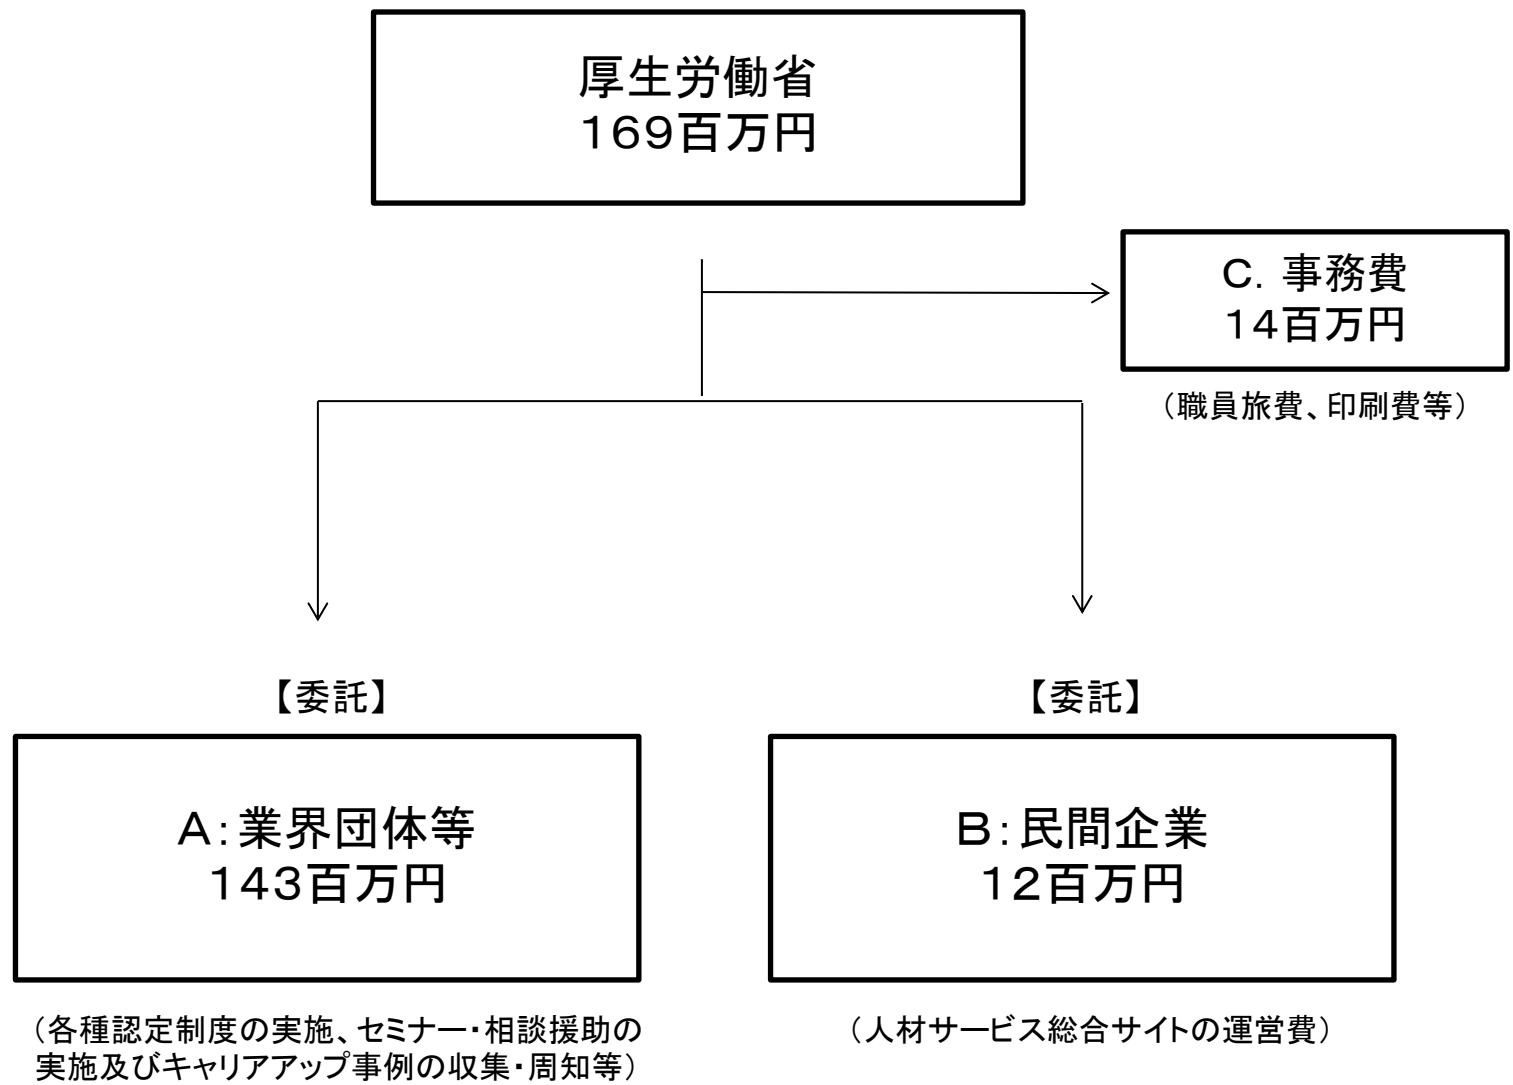 厚生労働省
169百万円
C. 事務費
14百万円
（職員旅費、印刷費等）
【委託】
【委託】
A：業界団体等
143百万円
B：民間企業
12百万円
（各種認定制度の実施、セミナー・相談援助の
実施及びキャリアアップ事例の収集・周知等）
（人材サービス総合サイトの運営費）